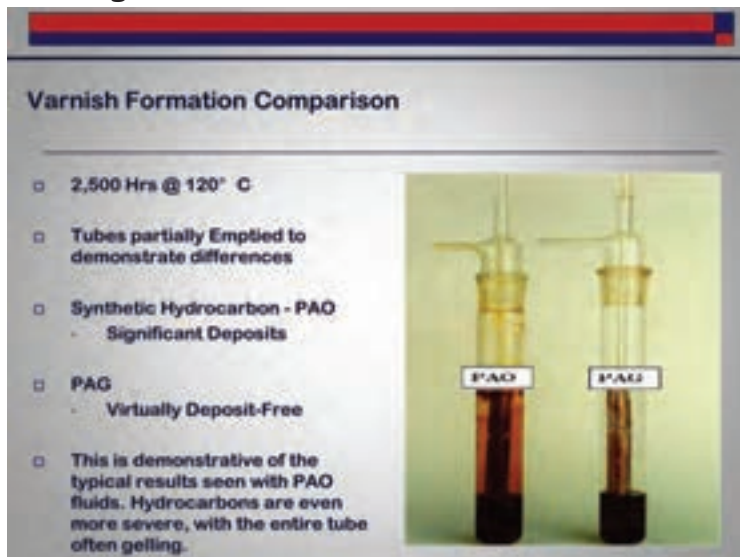 Varnish Formation Comparison
2,500 Hrs @ 120° C
Tubes partially Emptied to
demonstrate differences
Synthetic Hydrocarbon - PAO
- Significant Deposits
PAG
- Virtually Deposit-Free
This is demonstrative of the
typical results seen with PAO
fluids. Hydrocarbons are even
more severe, with the entire tube
often gelling.
PAO
PAG